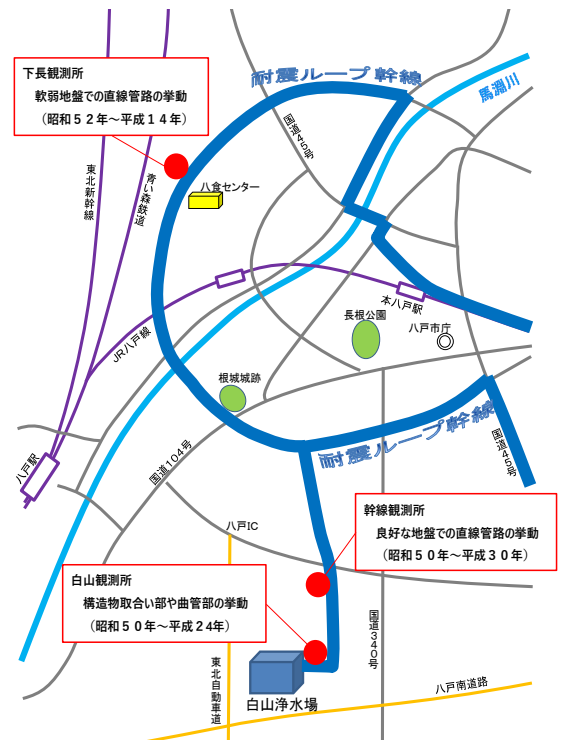 下長観測所
軟弱地盤での直線管路の挙動
（昭和５２年～平成１４年）
耐震ループ幹線
馬淵川
国道45号
東北新幹線
青い森鉄道
八食センター
長根公園
本八戸駅
八戸市庁
JR八戸線
根城城跡
耐震ループ幹線
国道45号
八戸駅
国道104号
八戸IC
幹線観測所
良好な地盤での直線管路の挙動
（昭和５０年～平成３０年）
白山観測所
構造物取合い部や曲管部の挙動
（昭和５０年～平成２4年）
国道340号
東北自動車道
八戸南道路
白山浄水場